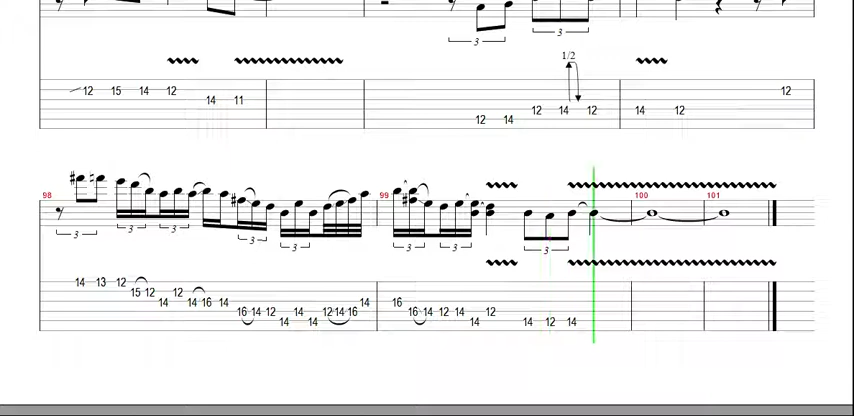 3 3
1/2
12 15 14 12 12
14 11
12 14 12 14 12
12 14
98 99 100 101
3 3 3 3 3 3 3 3
14 13 12
15 12 12
14 14 16 14 14 16
16 14 12 14 12 14 16 16 14 12 14 12
14 14 14 14 12 14